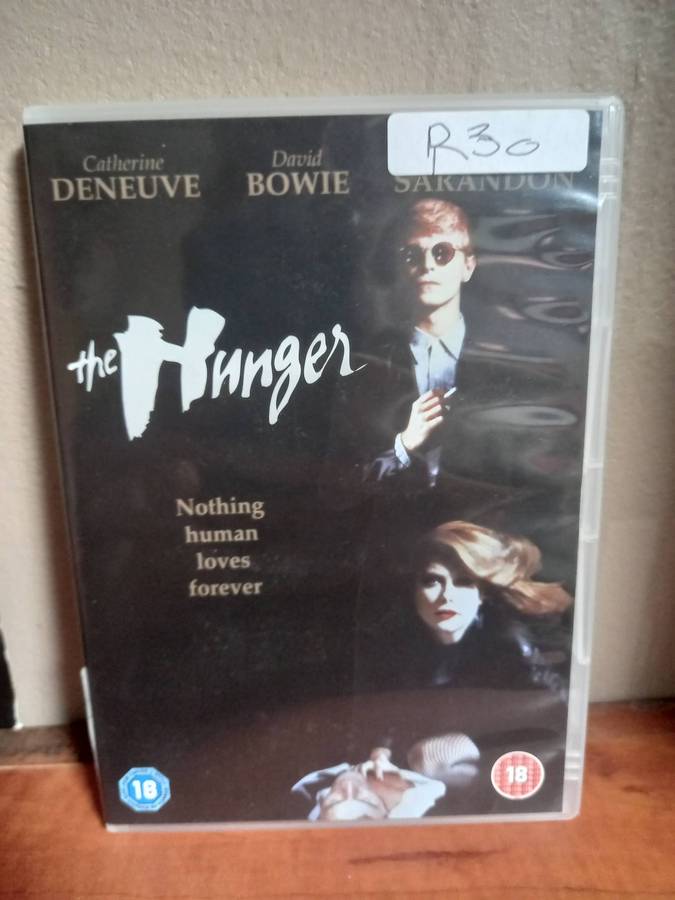 R30
Catherine David
DENEUVE BOWIE SARANDON
the Hunger
Nothing
human
loves
forever
18 18